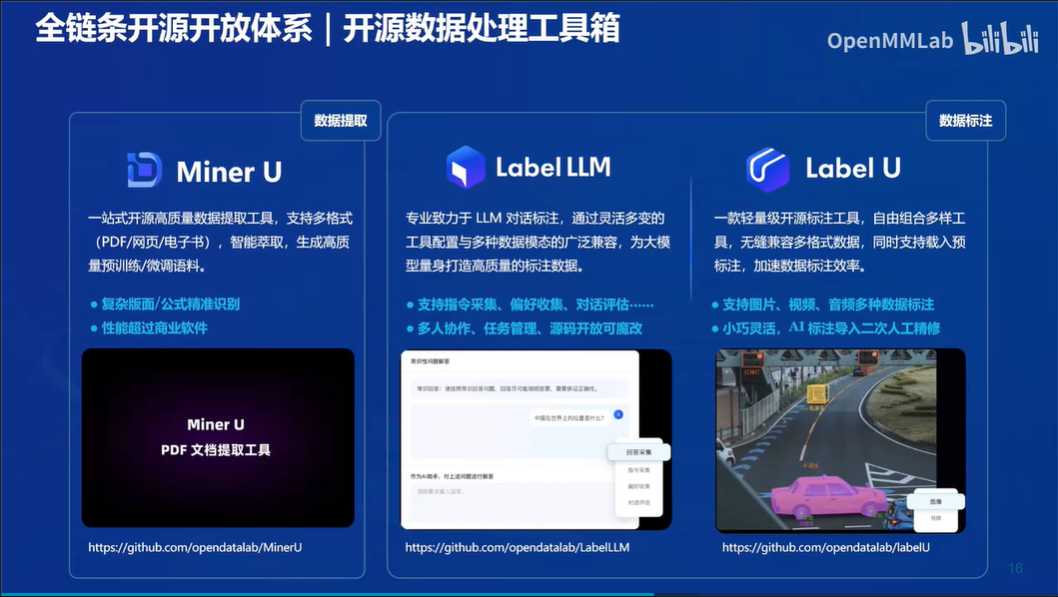 全链条开源开放体系｜开源数据处理工具箱
OpenMMLab bilibili
数据提取
数据标注
Miner U
一站式开源高质量数据提取工具，支持多格式
（PDF/网页/电子书），智能萃取，生成高质
量预训练/微调语料。
● 复杂版面/公式精准识别
● 性能超过商业软件
Miner U
PDF 文档提取工具
https://github.com/opendatalab/MinerU
Label LLM
专业致力于 LLM 对话标注，通过灵活多变的
工具配置与多种数据模态的广泛兼容，为大模
型量身打造高质量的标注数据。
● 支持指令采集、偏好收集、对话评估······
● 多人协作、任务管理、源码开放可魔改
常识性问题解答
中国在世界上的位置是什么?
回答采集
指令采集
偏好收集
对话评估
作为AI助手，对上述问题进行解答
https://github.com/opendatalab/LabelLLM
Label U
一款轻量级开源标注工具，自由组合多样工
具，无缝兼容多格式数据，同时支持载入预
标注，加速数据标注效率。
● 支持图片、视频、音频多种数据标注
● 小巧灵活，AI 标注导入二次人工精修
图像
视频
https://github.com/opendatalab/labelU
16